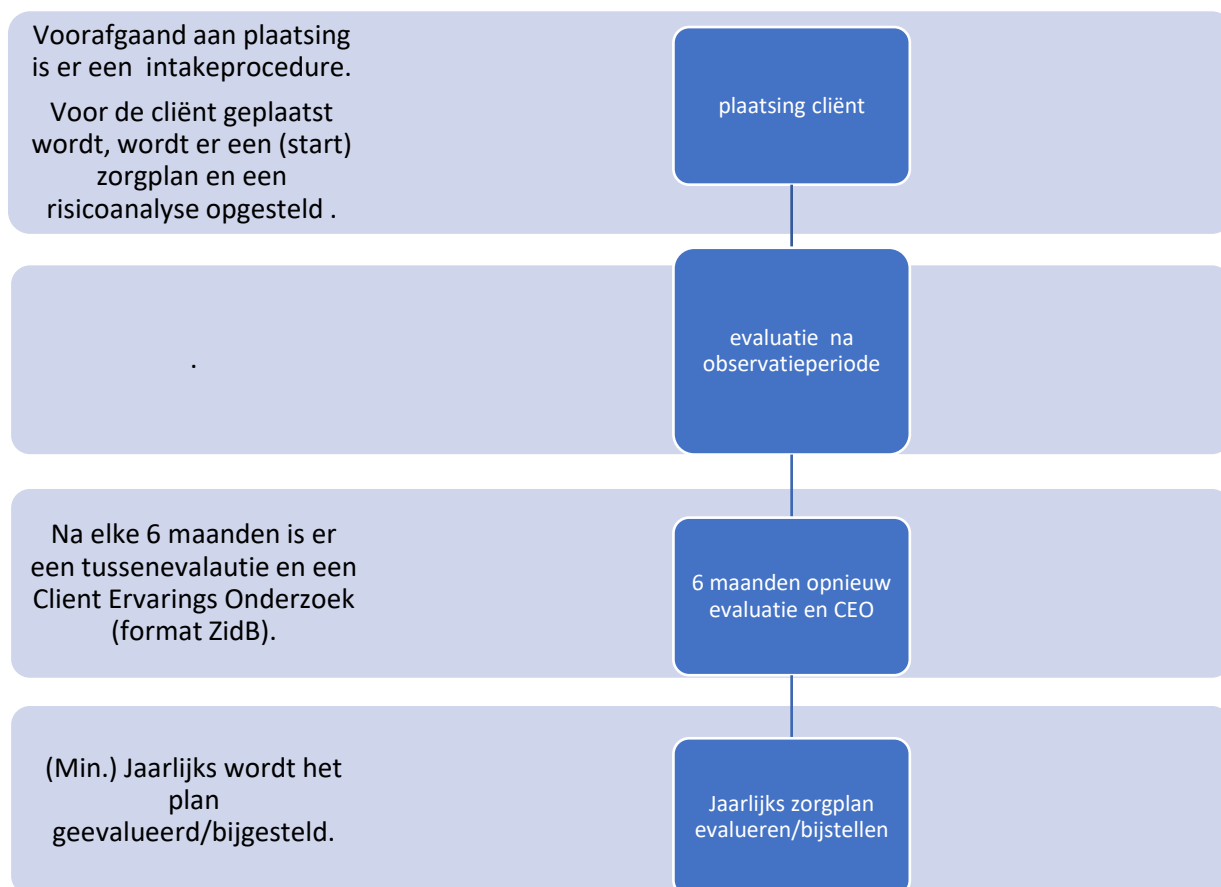 Voorafgaand aan plaatsing
is er een intakeprocedure.
Voor de cliënt geplaatst
wordt, wordt er een (start)
zorgplan en een
risicoanalyse opgesteld .
plaatsing cliënt
.
evaluatie na
observatieperiode
Na elke 6 maanden is er
een tussenevalautie en een
Client Ervarings Onderzoek
(format ZidB).
6 maanden opnieuw
evaluatie en CEO
(Min.) Jaarlijks wordt het
plan
geevalueerd/bijgesteld.
Jaarlijks zorgplan
evalueren/bijstellen